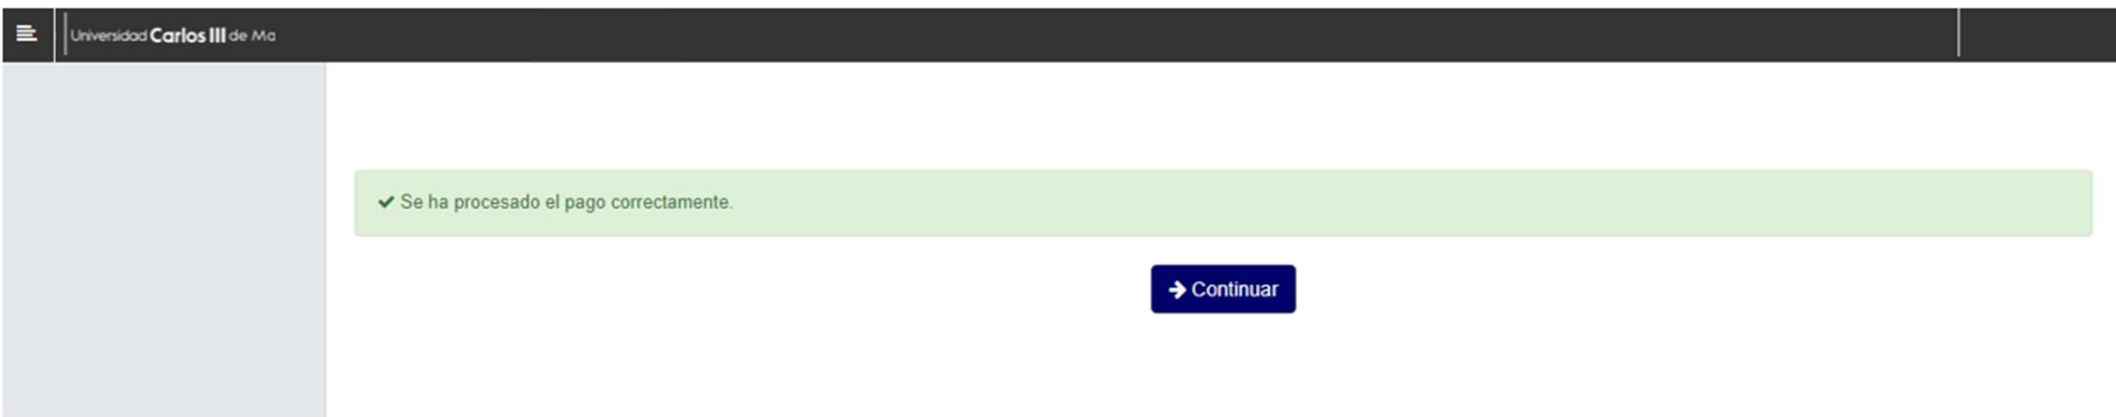 Universidad Carlos III de Ma
Se ha procesado el pago correctamente.
Continuar